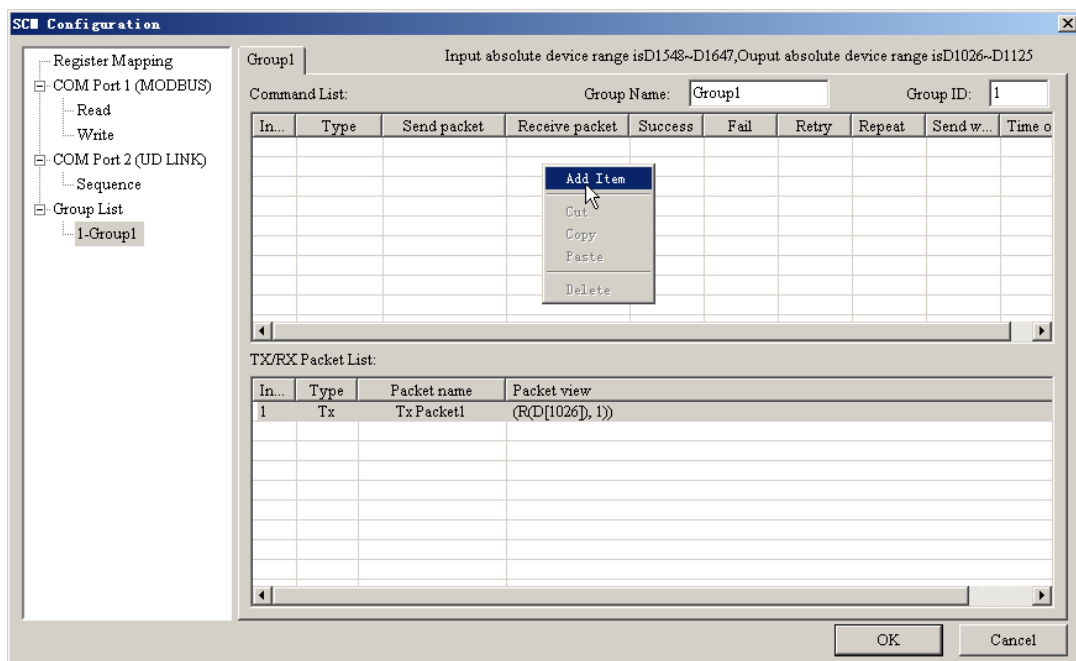 SCM Configuration
Register Mapping
COM Port 1 (MODBUS)
Read
Write
COM Port 2 (UD LINK)
Sequence
Group List
1-Group1
Group1
Input absolute device range isD1548~D1647,Ouput absolute device range isD1026~D1125
Command List: Group Name: Group1 Group ID: 1
In... Type Send packet Receive packet Success Fail Retry Repeat Send w... Time o
Add Item
Cut
Copy
Paste
Delete
TX/RX Packet List:
In... Type Packet name Packet view
1 Tx Tx Packet1 (R(D[1026]), 1))
OK Cancel